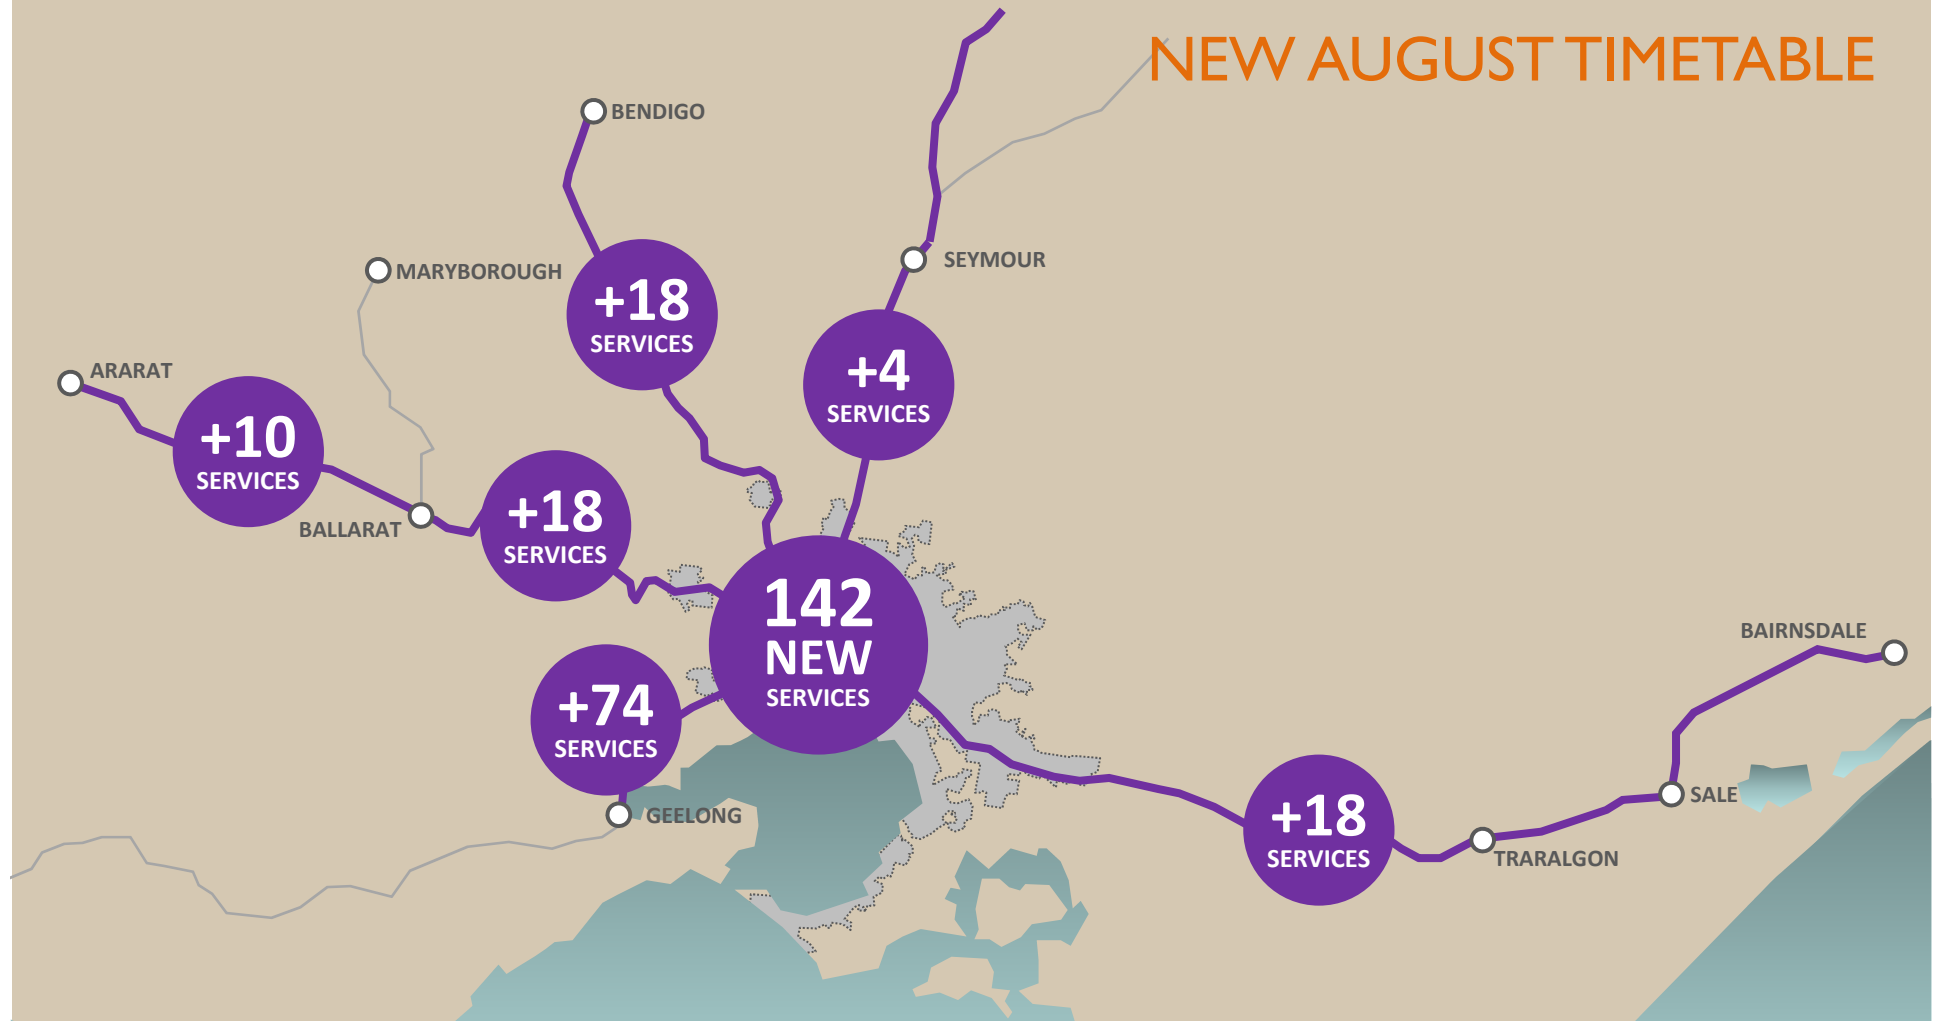 NEW AUGUST TIMETABLE
BENDIGO
SEYMOUR
MARYBOROUGH
+18
SERVICES
+4
SERVICES
ARARAT
+10
SERVICES
BALLARAT
+18
SERVICES
142
NEW
SERVICES
+74
SERVICES
GEELONG
BAIRNSDALE
SALE
+18
SERVICES
TRARALGON